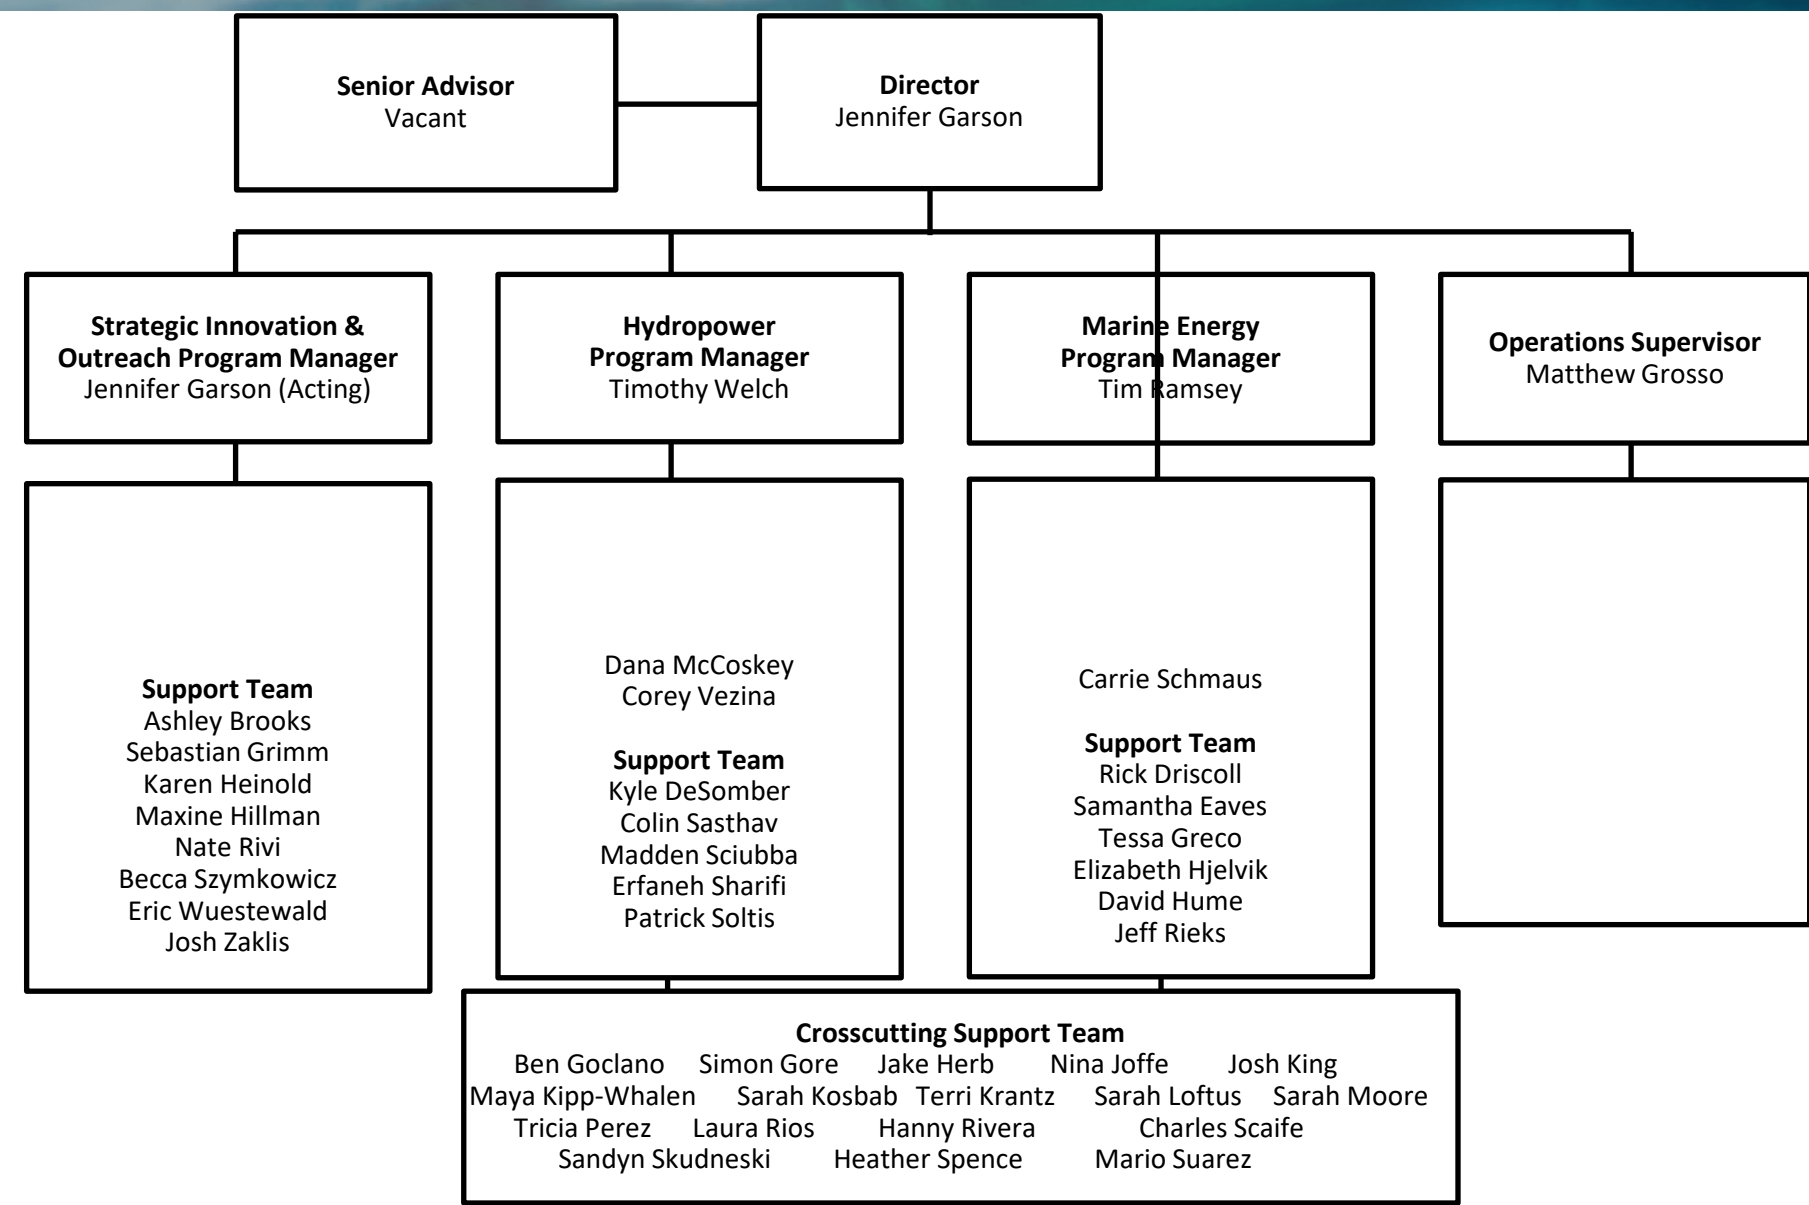 Senior Advisor
Vacant
Director
Jennifer Garson
Strategic Innovation &
Outreach Program Manager
Jennifer Garson (Acting)
Hydropower
Program Manager
Timothy Welch
Marine Energy
Program Manager
Tim Ramsey
Operations Supervisor
Matthew Grosso
Support Team
Ashley Brooks
Sebastian Grimm
Karen Heinold
Maxine Hillman
Nate Rivi
Becca Szymkowicz
Eric Wuestewald
Josh Zaklis
Dana McCoskey
Corey Vezina
Support Team
Kyle DeSomber
Colin Sasthav
Madden Sciubba
Erfaneh Sharifi
Patrick Soltis
Carrie Schmaus
Support Team
Rick Driscoll
Samantha Eaves
Tessa Greco
Elizabeth Hjelvik
David Hume
Jeff Rieks
Crosscutting Support Team
Ben Goclano Simon Gore Jake Herb Nina Joffe Josh King
Maya Kipp-Whalen Sarah Kosbab Terri Krantz Sarah Loftus Sarah Moore
Tricia Perez Laura Rios Hanny Rivera Charles Scaife
Sandyn Skudneski Heather Spence Mario Suarez